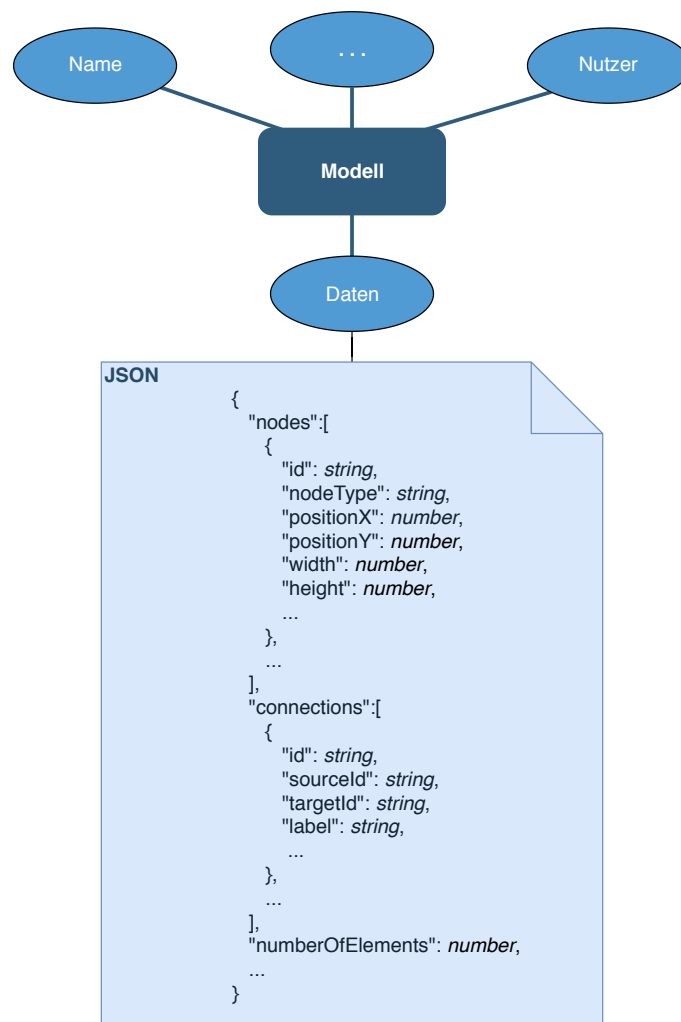 Name
...
Nutzer
Modell
Daten
JSON
{
"nodes":[
{
"id": string,
"nodeType": string,
"positionX": number,
"positionY": number,
"width": number,
"height": number,
...
},
...
],
"connections":[
{
"id": string,
"sourceId": string,
"targetId": string,
"label": string,
...
},
...
],
"numberOfElements": number,
...
}